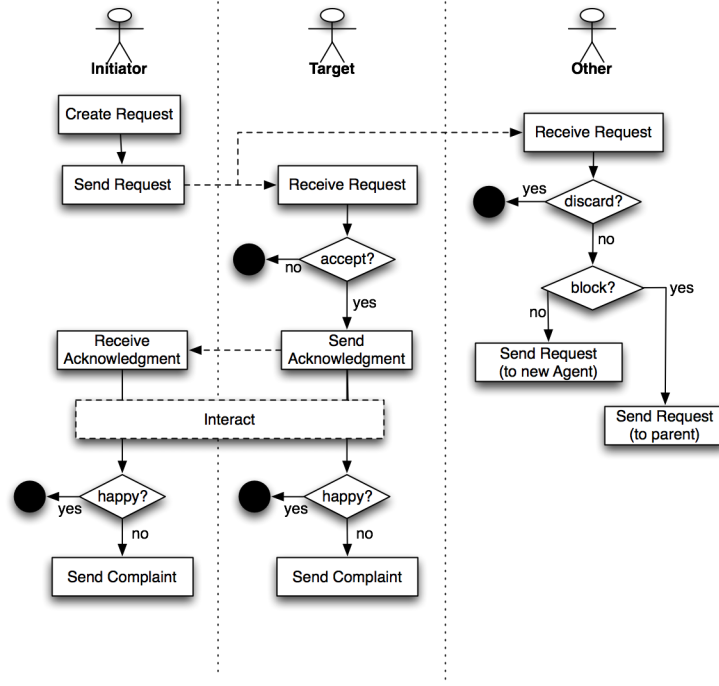 Initiator
Target
Other
Create Request
Send Request
Receive Request
Receive Request
yes
discard?
no
accept?
no
yes
block?
yes
no
Receive
Acknowledgment
Send
Acknowledgment
Send Request
(to new Agent)
Interact
Send Request
(to parent)
happy?
yes
no
happy?
yes
no
Send Complaint
Send Complaint